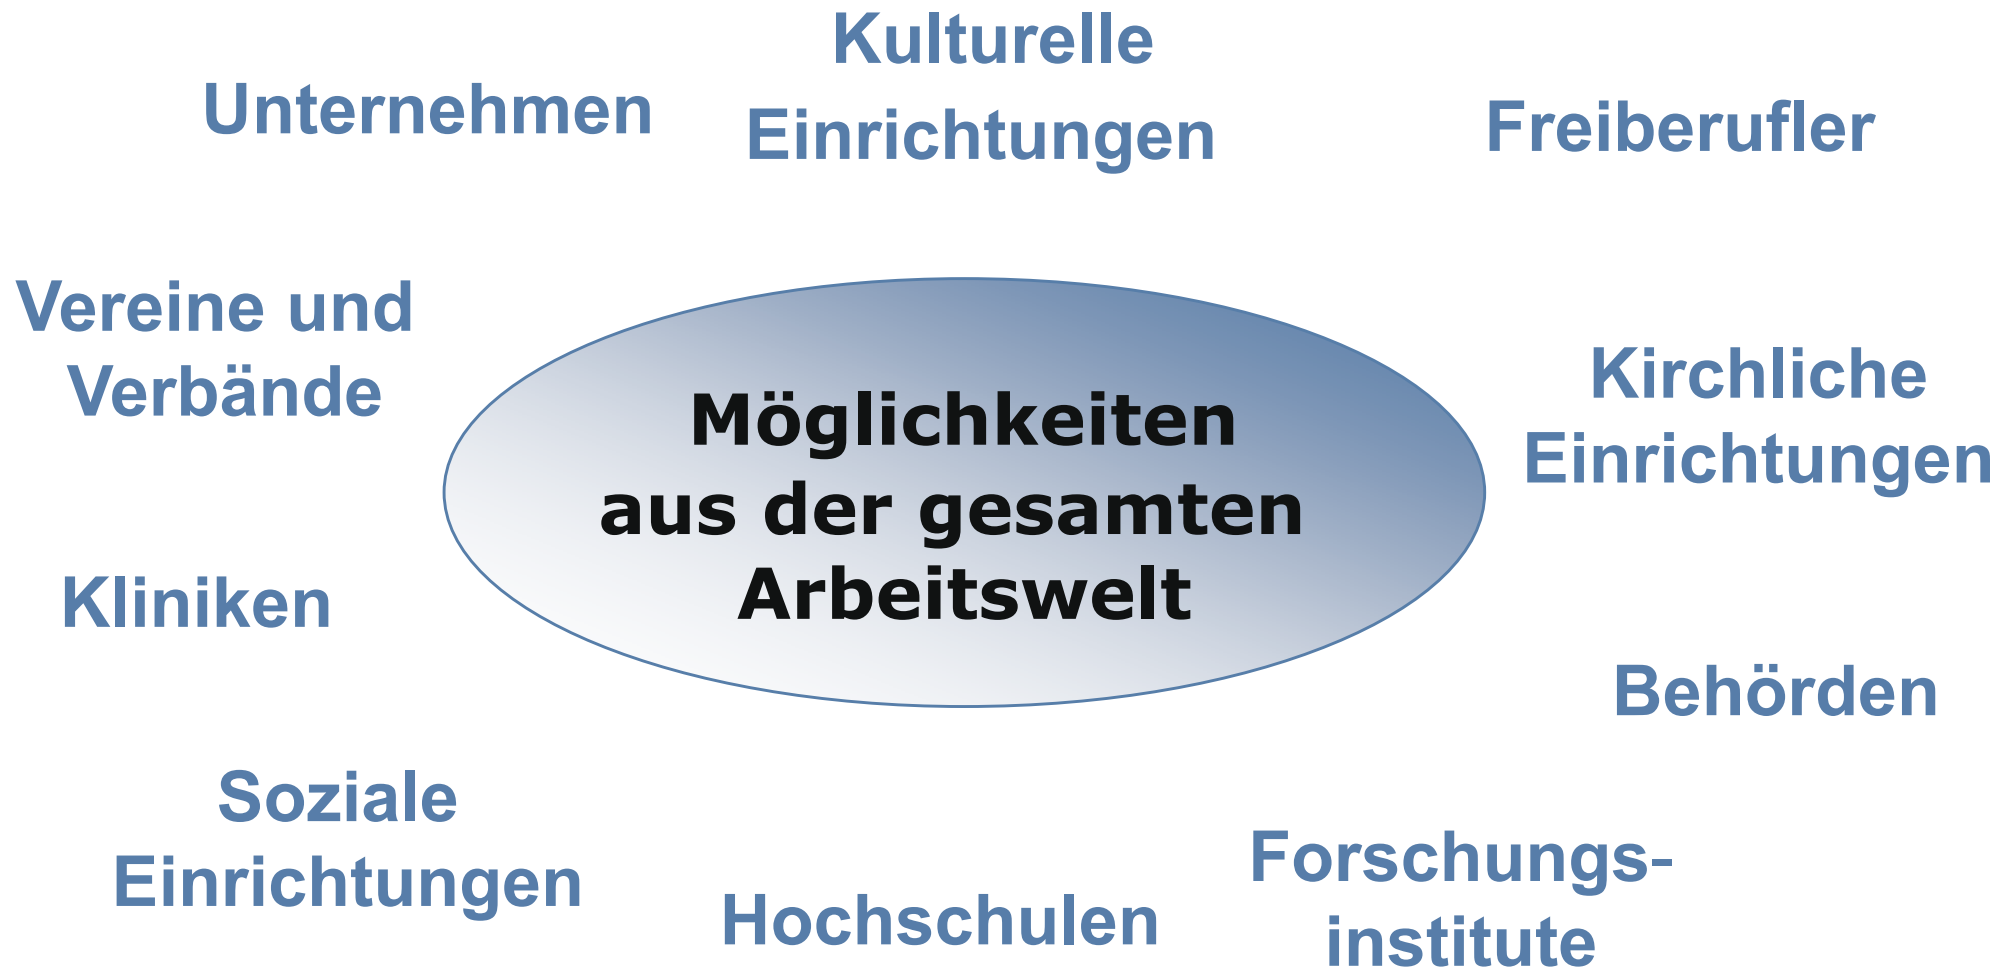 Kulturelle
Einrichtungen
Unternehmen
Freiberufler
Vereine und
Verbände
Möglichkeiten
aus der gesamten
Arbeitswelt
Kirchliche
Einrichtungen
Kliniken
Behörden
Soziale
Einrichtungen
Hochschulen
Forschungs-
institute